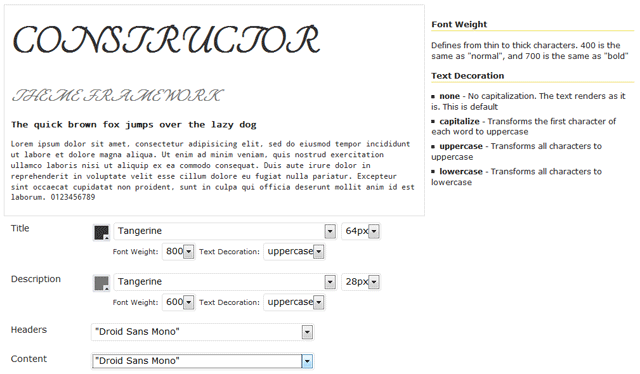 CONSTRUCTOR
THEME FRAMEWORK
The quick brown fox jumps over the lazy dog
Lorem ipsum dolor sit amet, consectetur adipisicing elit, sed do eiusmod tempor incididunt
ut labore et dolore magna aliqua. Ut enim ad minim veniam, quis nostrud exercitation
ullamco laboris nisi ut aliquip ex ea commodo consequat. Duis aute irure dolor in
reprehenderit in voluptate velit esse cillum dolore eu fugiat nulla pariatur. Excepteur
sint occaecat cupidatat non proident, sunt in culpa qui officia deserunt mollit anim id est
laborum. 0123456789
Font Weight
Defines from thin to thick characters. 400 is the
same as "normal", and 700 is the same as "bold"
Text Decoration
none - No capitalization. The text renders as it
is. This is default
capitalize - Transforms the first character of
each word to uppercase
uppercase - Transforms all characters to
uppercase
lowercase - Transforms all characters to
lowercase
Title Tangerine 64px
Font Weight: 800 Text Decoration: uppercase
Description Tangerine 28px
Font Weight: 600 Text Decoration: uppercase
Headers "Droid Sans Mono"
Content "Droid Sans Mono"